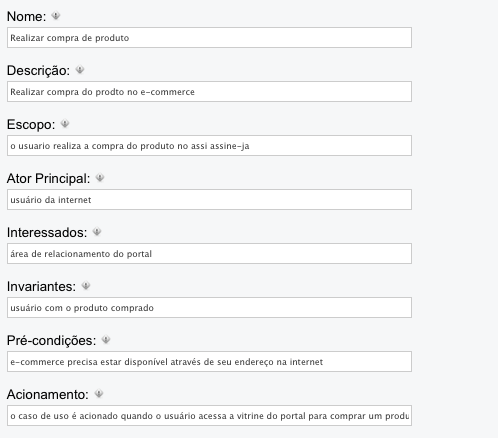 Nome:
Realizar compra de produto
Descrição:
Realizar compra do prodto no e-commerce
Escopo:
o usuario realiza a compra do produto no assi assine-ja
Ator Principal:
usuário da internet
Interessados:
área de relacionamento do portal
Invariantes:
usuário com o produto comprado
Pré-condições:
e-commerce precisa estar disponível através de seu endereço na internet
Acionamento:
o caso de uso é acionado quando o usuário acessa a vitrine do portal para comprar um produ